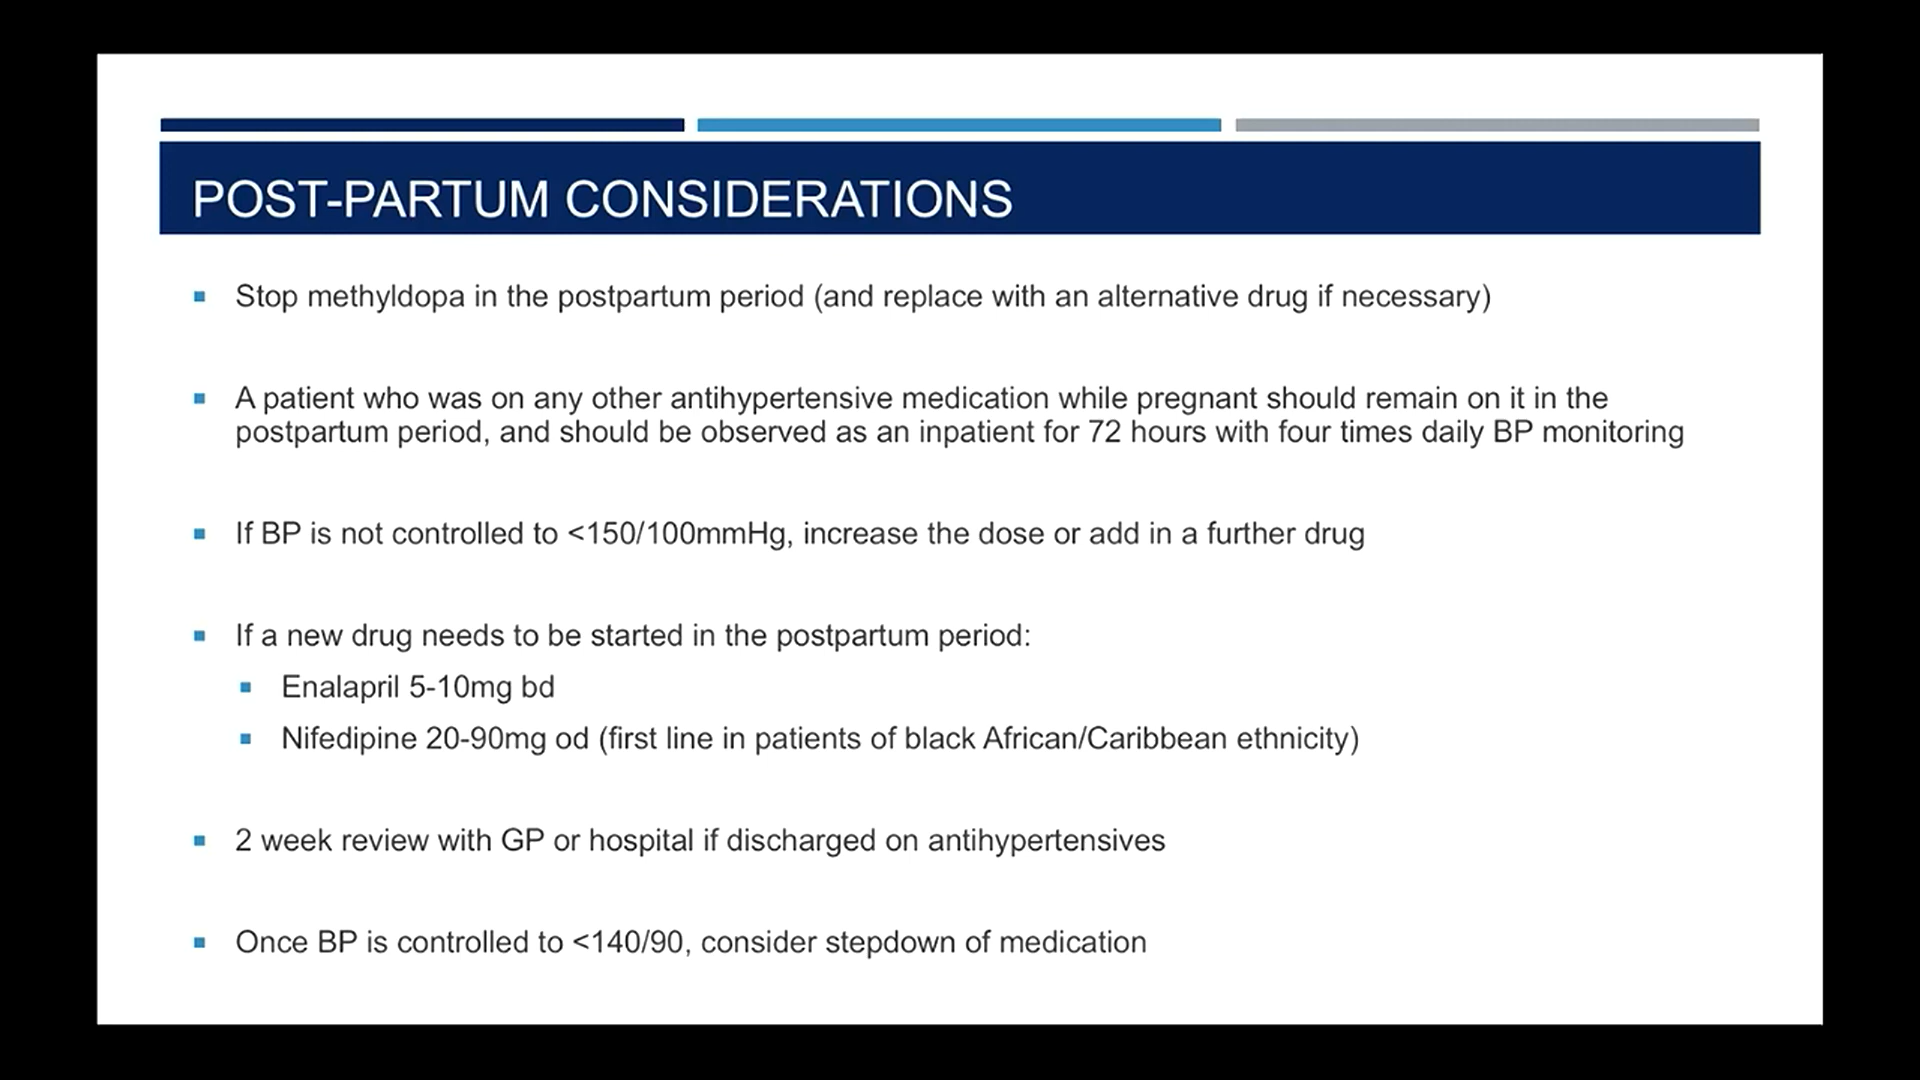 POST-PARTUM CONSIDERATIONS
Stop methyldopa in the postpartum period (and replace with an alternative drug if necessary)
A patient who was on any other antihypertensive medication while pregnant should remain on it in the
postpartum period, and should be observed as an inpatient for 72 hours with four times daily BP monitoring
If BP is not controlled to <150/100mmHg, increase the dose or add in a further drug
If a new drug needs to be started in the postpartum period:
Enalapril 5-10mg bd
Nifedipine 20-90mg od (first line in patients of black African/Caribbean ethnicity)
2 week review with GP or hospital if discharged on antihypertensives
Once BP is controlled to <140/90, consider stepdown of medication